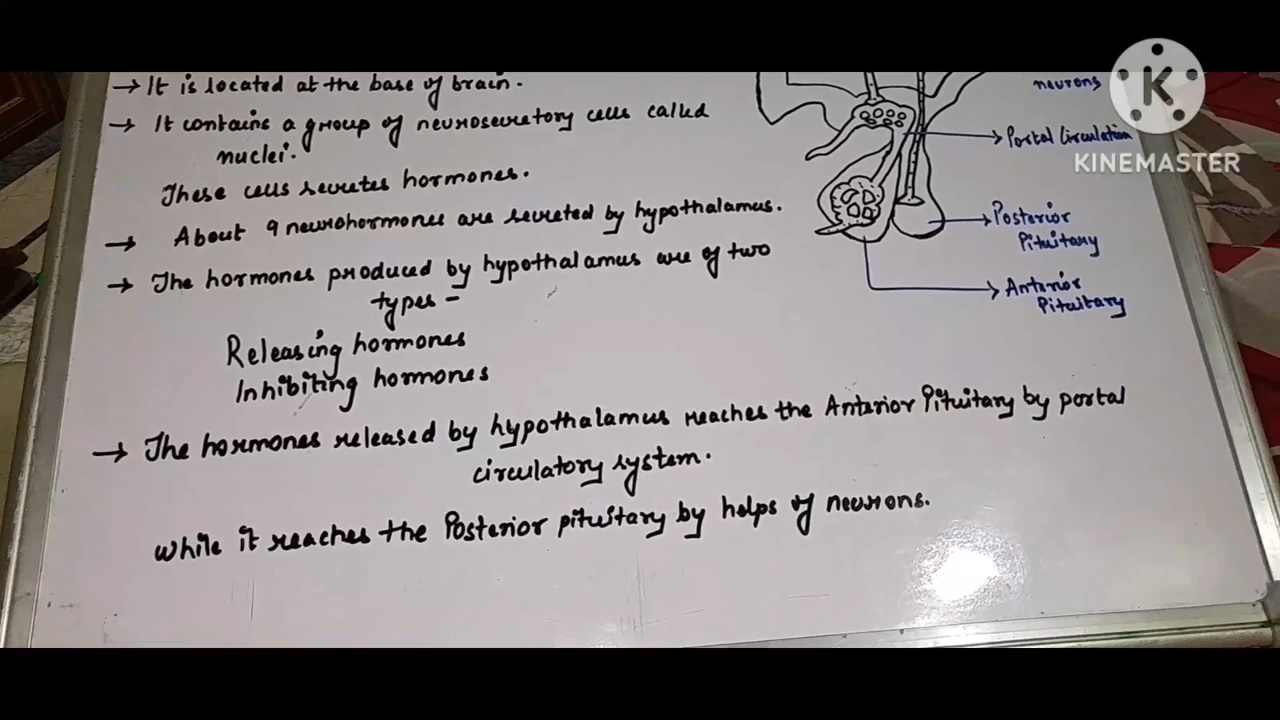 → It is located at the base of brain.
→ It contains a group of neurosecretory cells called
nuclei.
These cells secretes hormones.
→ About 9 neurohormones are secreted by hypothalamus.
→ The hormones produced by hypothalamus are of two
types -
Releasing hormones
Inhibiting hormones
→ The hormones released by hypothalamus reaches the Anterior Pituitary by portal
circulatory system.
While it reaches the Posterior pituitary by helps of neurons.
neurons
Portal Circulation
Posterior
Pituitary
Anterior
Pituitary
K
KINEMASTER